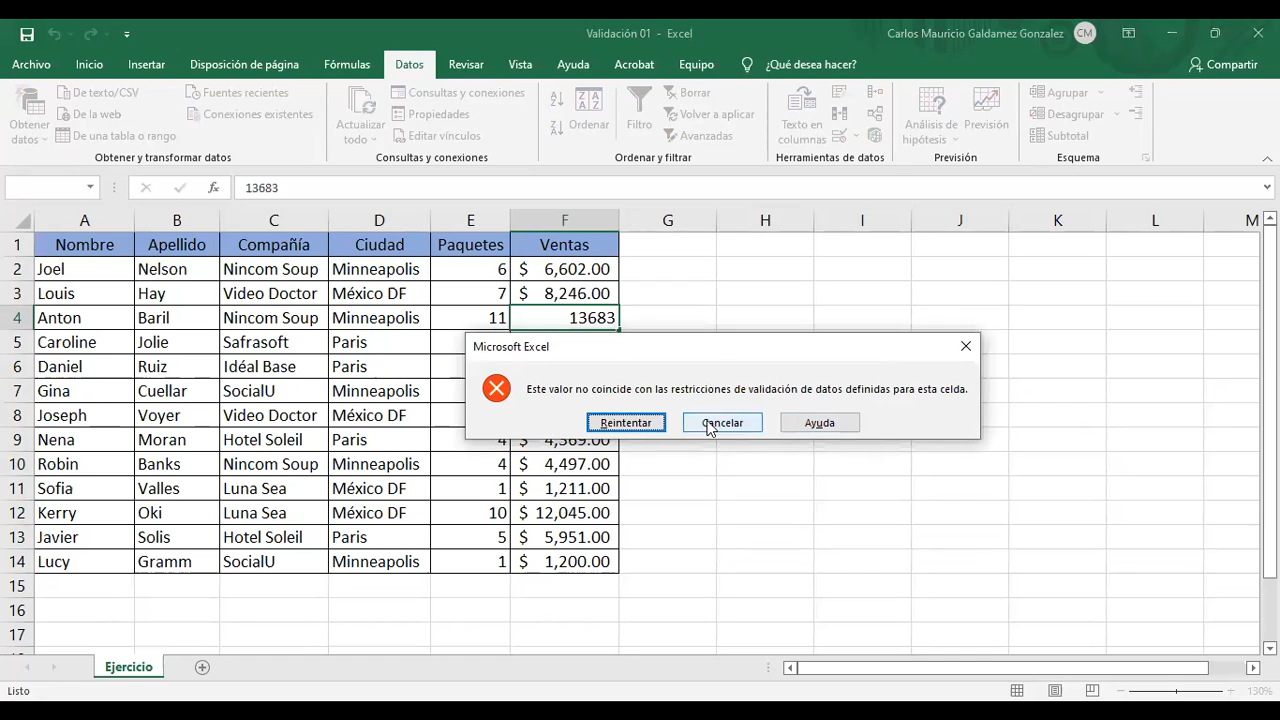 Validación 01 - Excel
Carlos Mauricio Galdamez Gonzalez CM
Archivo Inicio Insertar Disposición de página Fórmulas Datos Revisar Vista Ayuda Acrobat Equipo ¿Qué desea hacer? Compartir
Obtener datos
De texto/CSV
De la web
De una tabla o rango
Fuentes recientes
Conexiones existentes
Obtener y transformar datos
Actualizar todo
Consultas y conexiones
Propiedades
Editar vínculos
Consultas y conexiones
Ordenar
Filtro
Borrar
Volver a aplicar
Avanzadas
Ordenar y filtrar
Texto en columnas
Herramientas de datos
Análisis de hipótesis
Previsión
Previsión
Agrupar
Desagrupar
Subtotal
Esquema
fx 13683
A B C D E F G H I J K L M
1 Nombre Apellido Compañía Ciudad Paquetes Ventas
2 Joel Nelson Nincom Soup Minneapolis 6 $ 6,602.00
3 Louis Hay Video Doctor México DF 7 $ 8,246.00
4 Anton Baril Nincom Soup Minneapolis 11 13683
5 Caroline Jolie Safrasoft Paris
6 Daniel Ruiz Idéal Base Paris
7 Gina Cuellar SocialU Minneapolis
8 Joseph Voyer Video Doctor México DF
9 Nena Moran Hotel Soleil Paris 4 $ 4,369.00
10 Robin Banks Nincom Soup Minneapolis 4 $ 4,497.00
11 Sofia Valles Luna Sea México DF 1 $ 1,211.00
12 Kerry Oki Luna Sea México DF 10 $ 12,045.00
13 Javier Solis Hotel Soleil Paris 5 $ 5,951.00
14 Lucy Gramm SocialU Minneapolis 1 $ 1,200.00
15
16
17
Microsoft Excel
Este valor no coincide con las restricciones de validación de datos definidas para esta celda.
Reintentar Cancelar Ayuda
Ejercicio
Listo
130%